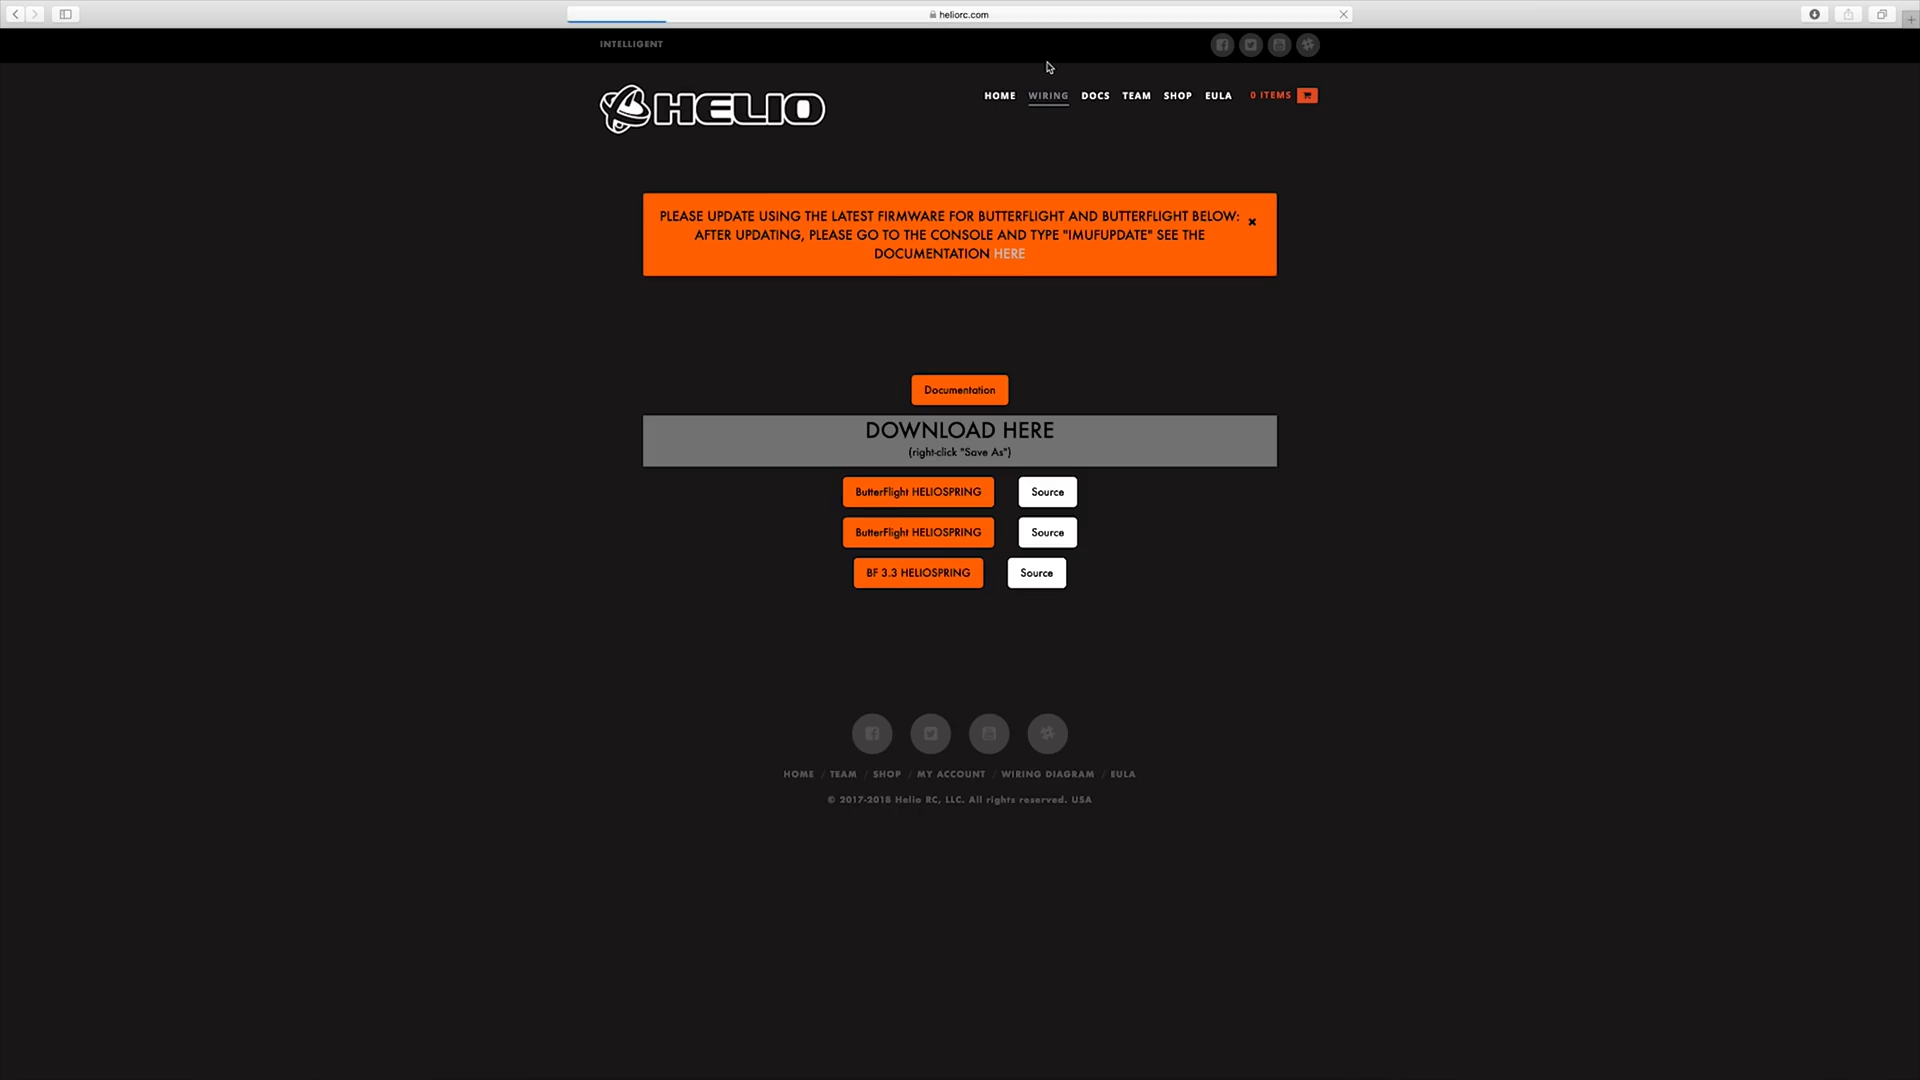 heliorc.com
INTELLIGENT
HELIO
HOME WIRING DOCS TEAM SHOP EULA 0 ITEMS
PLEASE UPDATE USING THE LATEST FIRMWARE FOR BUTTERFLIGHT AND BUTTERFLIGHT BELOW:
AFTER UPDATING, PLEASE GO TO THE CONSOLE AND TYPE "IMUFUPDATE" SEE THE
DOCUMENTATION HERE
Documentation
DOWNLOAD HERE
(right-click "Save As")
ButterFlight HELIOSPRING Source
ButterFlight HELIOSPRING Source
BF 3.3 HELIOSPRING Source
HOME / TEAM / SHOP / MY ACCOUNT / WIRING DIAGRAM / EULA
© 2017-2018 Helio RC, LLC. All rights reserved. USA